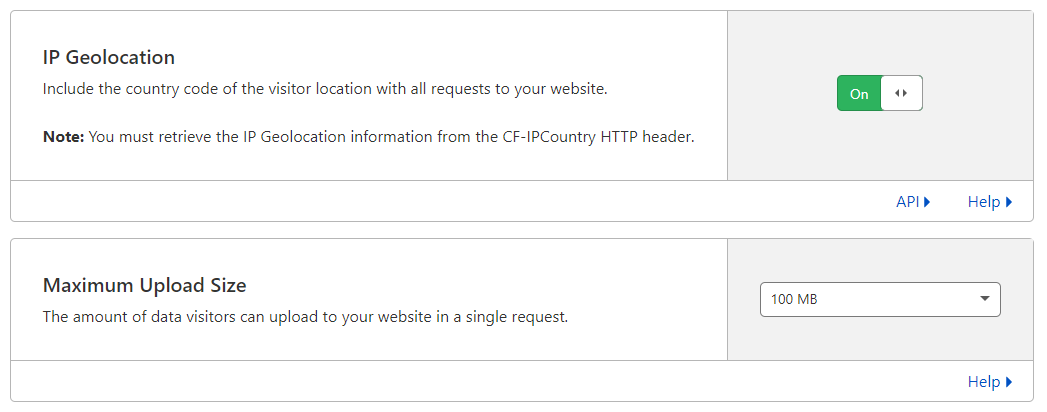 IP Geolocation
Include the country code of the visitor location with all requests to your website.
Note: You must retrieve the IP Geolocation information from the CF-IPCountry HTTP header.
On
API
Help
Maximum Upload Size
The amount of data visitors can upload to your website in a single request.
100 MB
Help